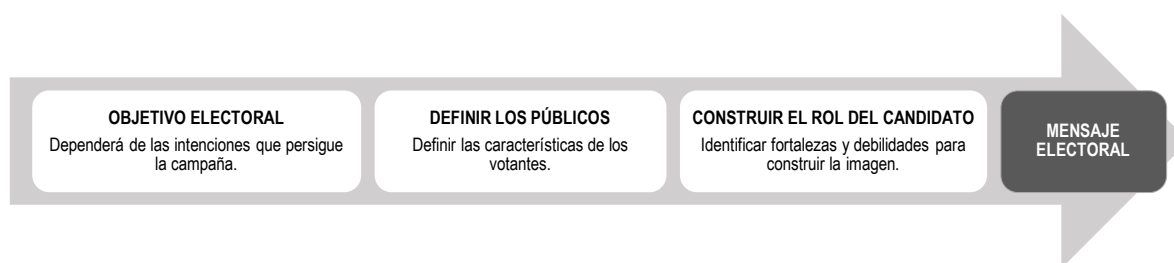 OBJETIVO ELECTORAL
Dependerá de las intenciones que persigue
la campaña.
DEFINIR LOS PÚBLICOS
Definir las características de los
votantes.
CONSTRUIR EL ROL DEL CANDIDATO
Identificar fortalezas y debilidades para
construir la imagen.
MENSAJE
ELECTORAL